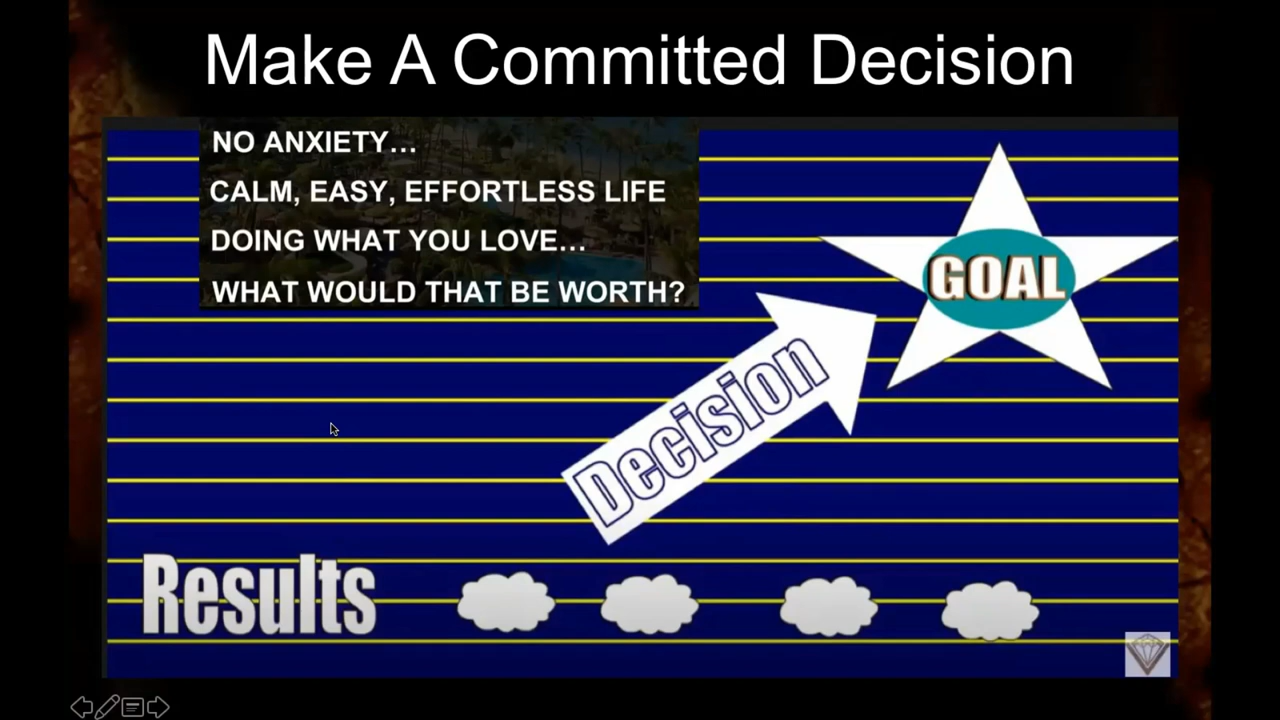 Make A Committed Decision
NO ANXIETY...
CALM, EASY, EFFORTLESS LIFE
DOING WHAT YOU LOVE...
WHAT WOULD THAT BE WORTH?
GOAL
Decision
Results